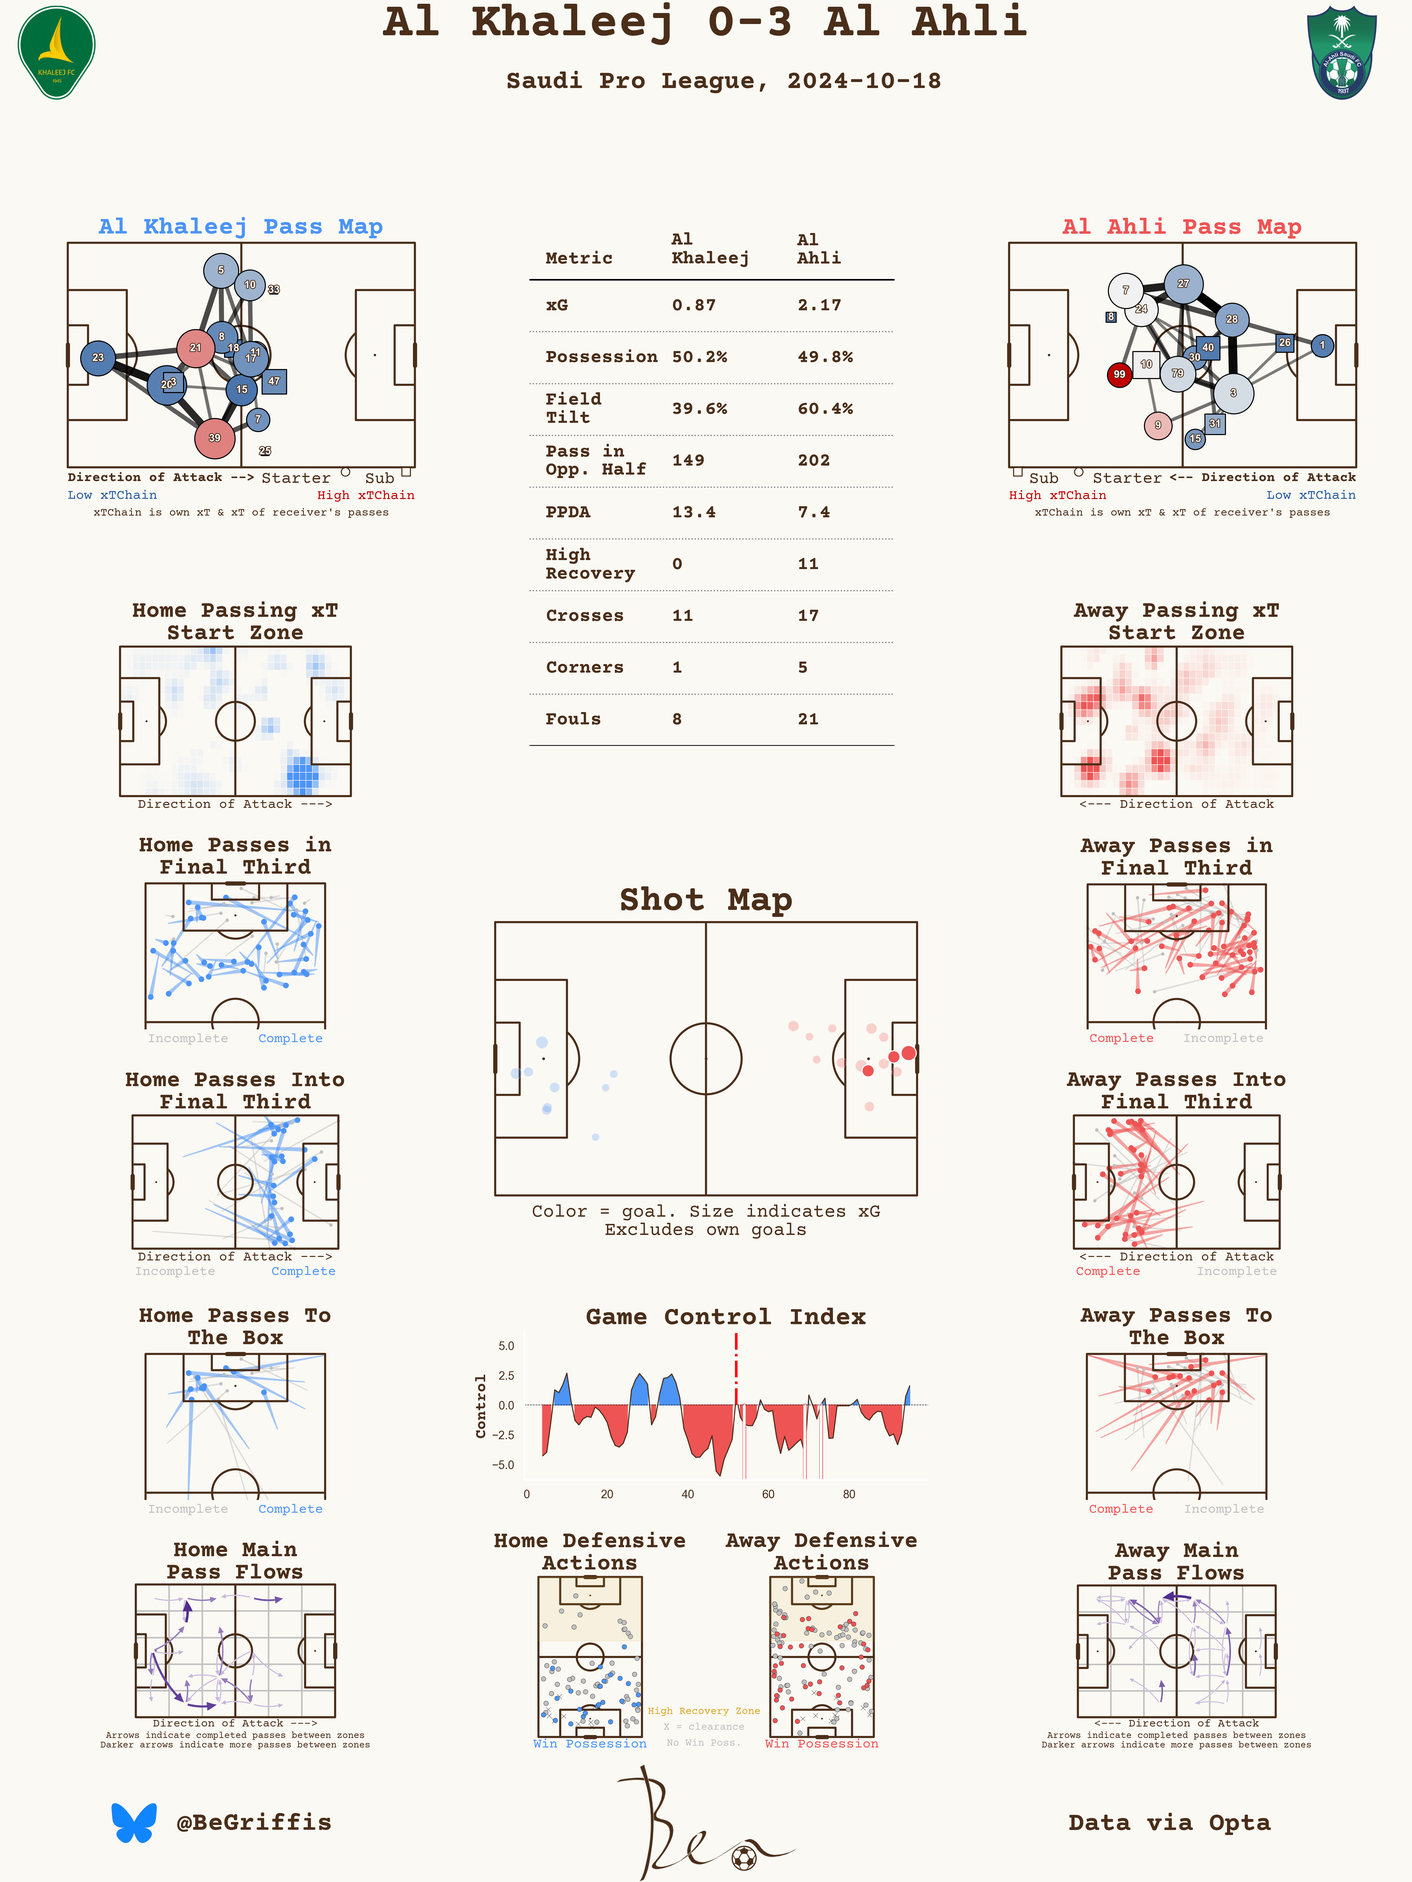 Al Khaleej 0-3 Al Ahli
Saudi Pro League, 2024-10-18
KHALEEJ FC
1945
Al-Ahli Saudi FC
1937
Al Khaleej Pass Map
5
10
33
8
18
11
17
21
23
20
3
15
47
7
39
25
Direction of Attack --> Starter Sub
Low xTChain High xTChain
xTChain is own xT & xT of receiver's passes
Metric Al Khaleej Al Ahli
xG 0.87 2.17
Possession 50.2% 49.8%
Field Tilt 39.6% 60.4%
Pass in Opp. Half 149 202
PPDA 13.4 7.4
High Recovery 0 11
Crosses 11 17
Corners 1 5
Fouls 8 21
Al Ahli Pass Map
27
7
24
8
28
40
26
1
30
10
99
79
3
9
31
15
Sub Starter <-- Direction of Attack
High xTChain Low xTChain
xTChain is own xT & xT of receiver's passes
Home Passing xT
Start Zone
Direction of Attack --->
Away Passing xT
Start Zone
<--- Direction of Attack
Home Passes in
Final Third
Incomplete Complete
Shot Map
Color = goal. Size indicates xG
Excludes own goals
Away Passes in
Final Third
Complete Incomplete
Home Passes Into
Final Third
Direction of Attack --->
Incomplete Complete
Away Passes Into
Final Third
<--- Direction of Attack
Complete Incomplete
Home Passes To
The Box
Incomplete Complete
Game Control Index
Control
5.0
2.5
0.0
−2.5
−5.0
0 20 40 60 80
Away Passes To
The Box
Complete Incomplete
Home Main
Pass Flows
Direction of Attack --->
Arrows indicate completed passes between zones
Darker arrows indicate more passes between zones
Home Defensive
Actions
Win Possession
Away Defensive
Actions
Win Possession
High Recovery Zone
X = clearance
No Win Poss.
Away Main
Pass Flows
<--- Direction of Attack
Arrows indicate completed passes between zones
Darker arrows indicate more passes between zones
@BeGriffis
Ben
Data via Opta